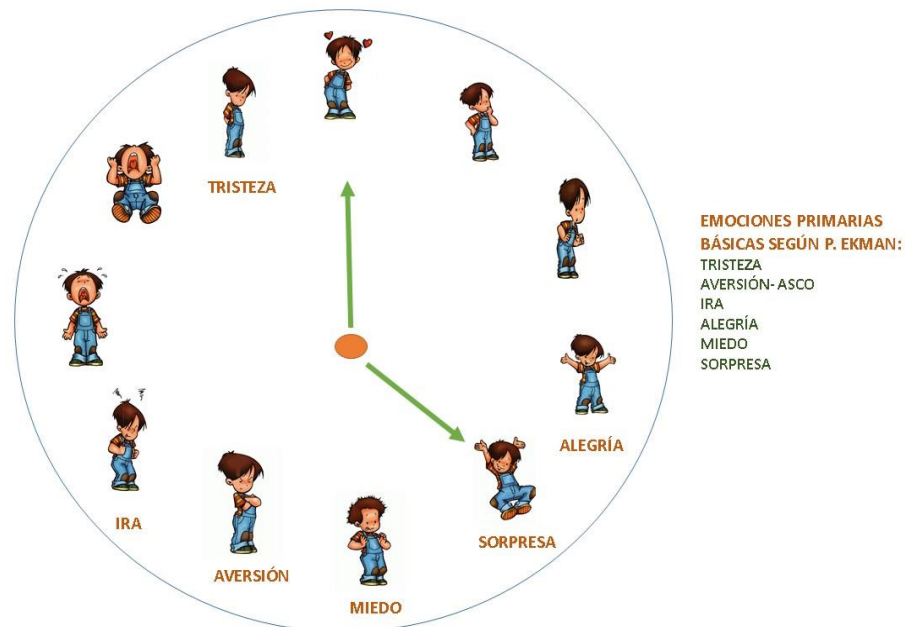 TRISTEZA
ALEGRÍA
SORPRESA
MIEDO
AVERSIÓN
IRA
EMOCIONES PRIMARIAS
BÁSICAS SEGÚN P. EKMAN:
TRISTEZA
AVERSIÓN- ASCO
IRA
ALEGRÍA
MIEDO
SORPRESA